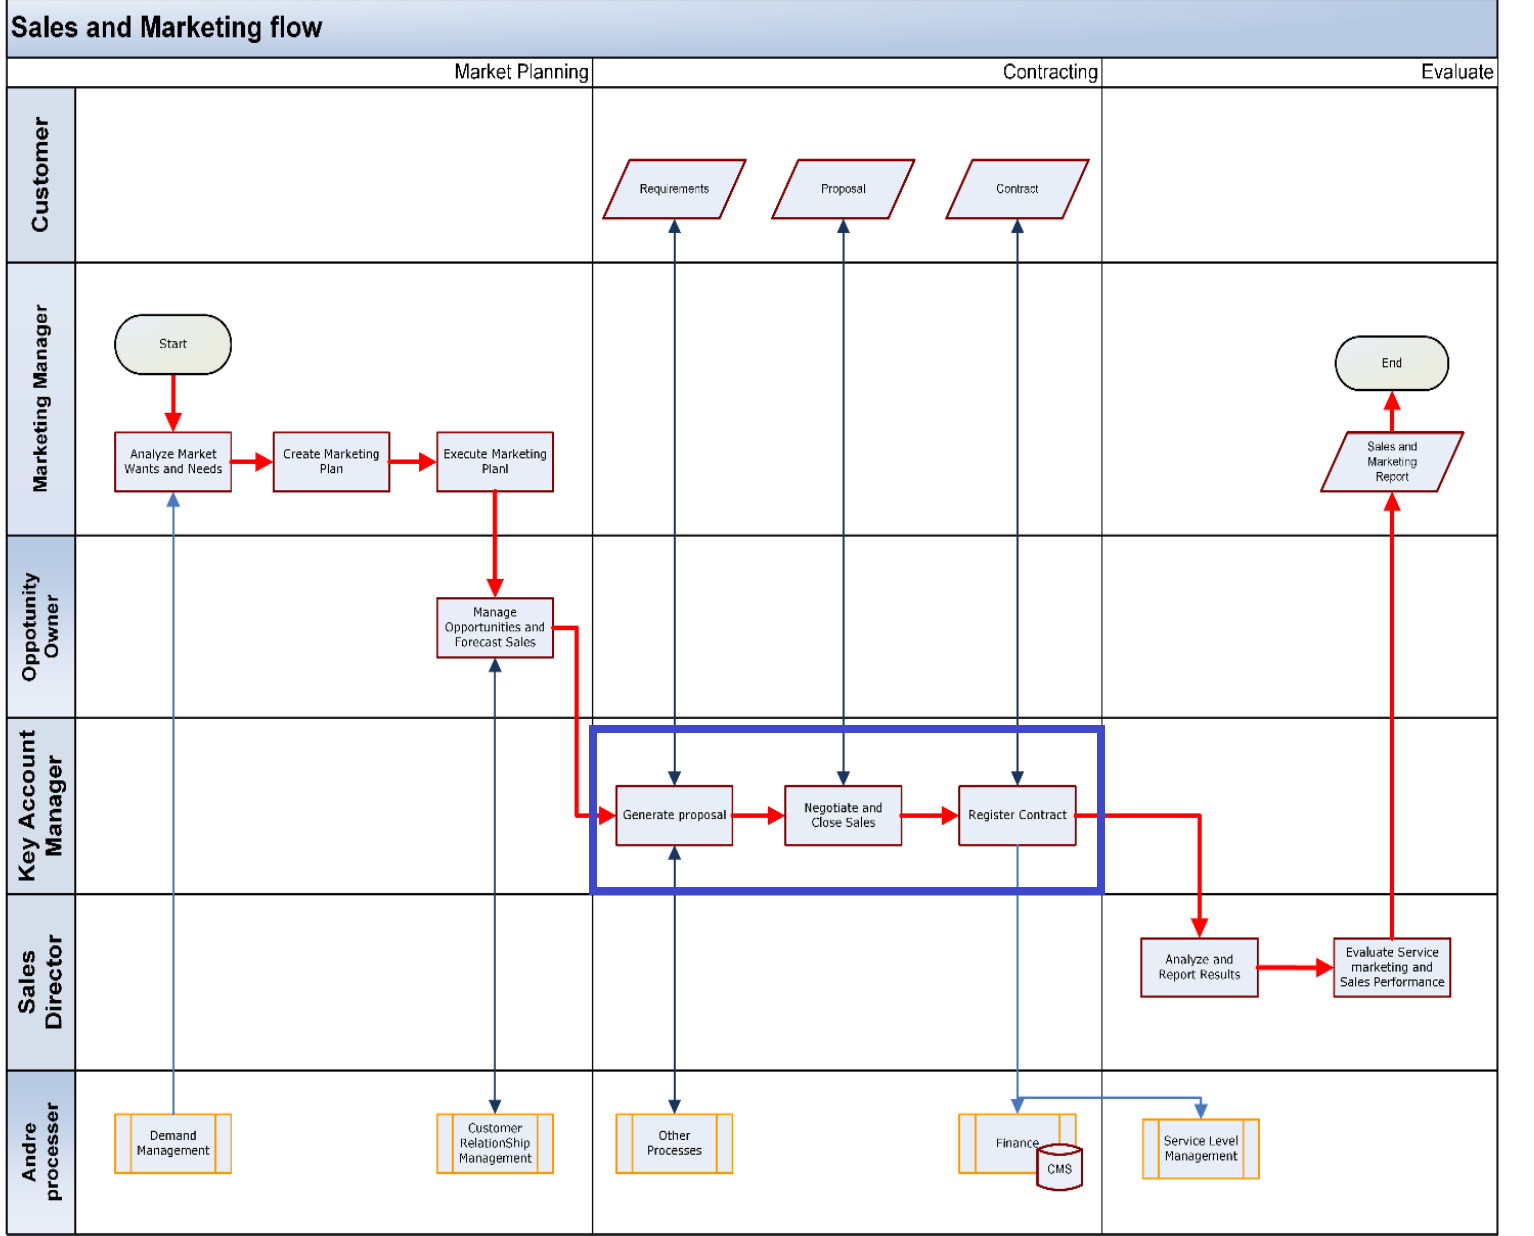 Sales and Marketing flow
Market Planning
Contracting
Evaluate
Customer
Requirements
Proposal
Contract
Marketing Manager
Start
End
Analyze Market
Wants and Needs
Create Marketing
Plan
Execute Marketing
Planl
Sales and
Marketing
Report
Oppotunity
Owner
Manage
Opportunities and
Forecast Sales
Key Account
Manager
Generate proposal
Negotiate and
Close Sales
Register Contract
Sales
Director
Analyze and
Report Results
Evaluate Service
marketing and
Sales Performance
Andre
processer
Demand
Management
Customer
RelationShip
Management
Other
Processes
Finance
CMS
Service Level
Management